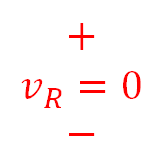 +
v_R = 0
−